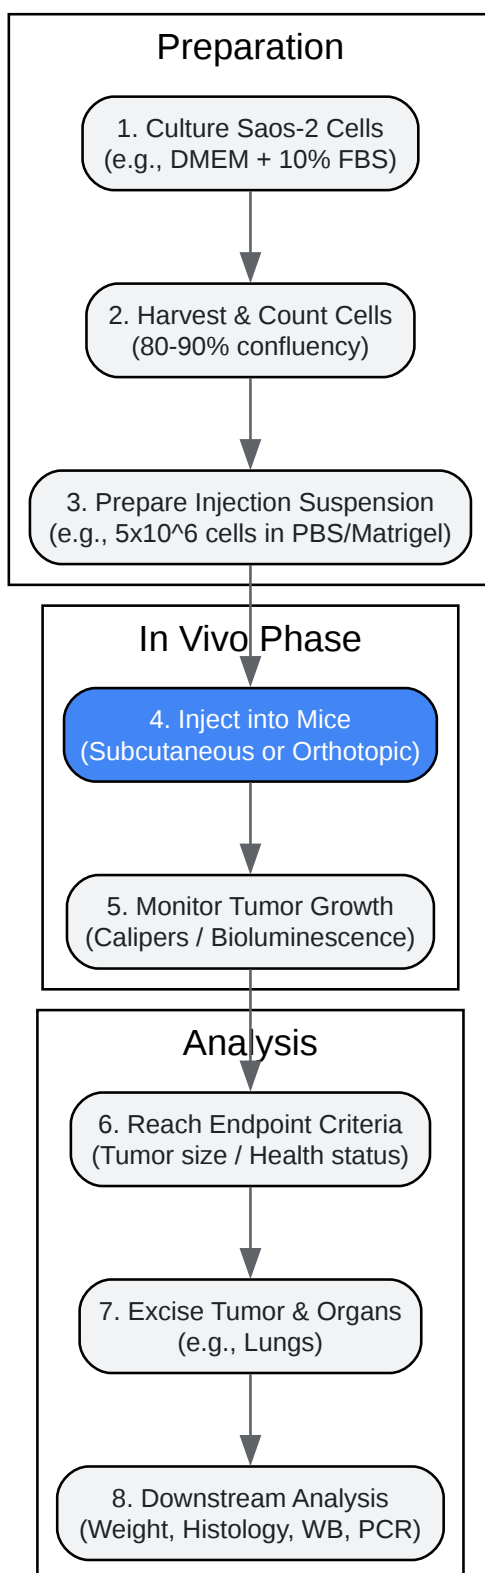 Preparation
1. Culture Saos-2 Cells
(e.g., DMEM + 10% FBS)
2. Harvest & Count Cells
(80-90% confluency)
3. Prepare Injection Suspension
(e.g., 5x10^6 cells in PBS/Matrigel)
In Vivo Phase
4. Inject into Mice
(Subcutaneous or Orthotopic)
5. Monitor Tumor Growth
(Calipers / Bioluminescence)
Analysis
6. Reach Endpoint Criteria
(Tumor size / Health status)
7. Excise Tumor & Organs
(e.g., Lungs)
8. Downstream Analysis
(Weight, Histology, WB, PCR)